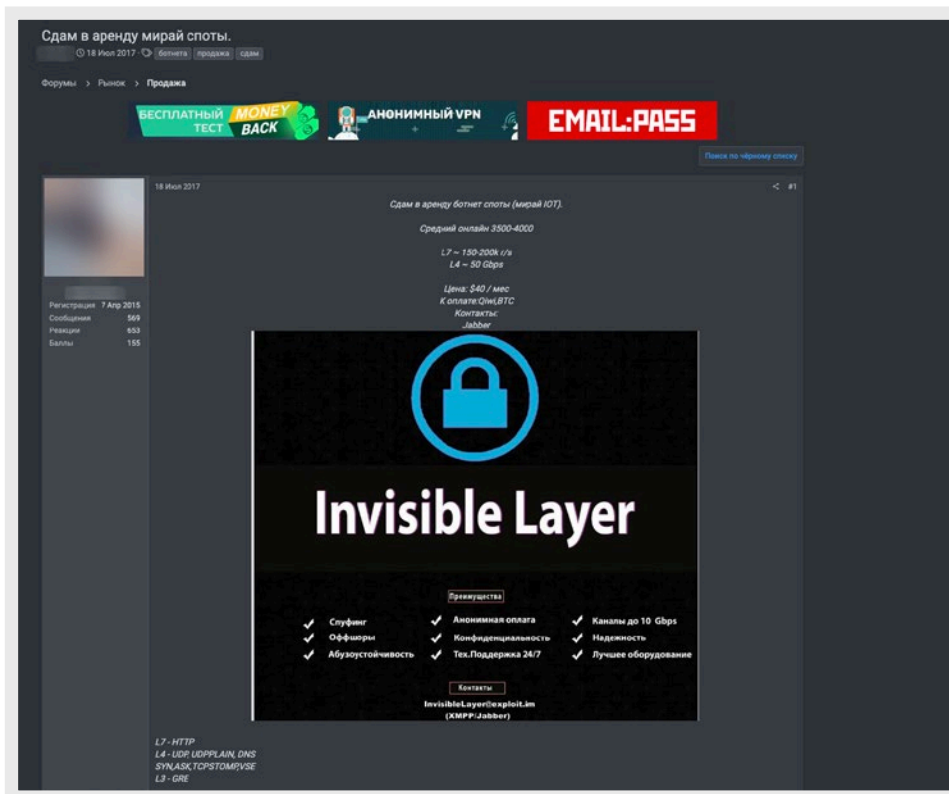 Сдам в аренду мирай споты.
18 Июл 2017
ботнета продажа сдам
Форумы > Рынок > Продажа
БЕСПЛАТНЫЙ ТЕСТ MONEY BACK
АНОНИМНЫЙ VPN
EMAIL:PASS
Поиск по чёрному списку
18 Июл 2017 #1
Сдам в аренду ботнет споты (мирай IOT).
Средний онлайн 3500-4000
L7 ~ 150-200k r/s
L4 ~ 50 Gbps
Цена: $40 / мес
К оплате:Qiwi,BTC
Контакты:
Jabber
Регистрация 7 Апр 2015
Сообщения 569
Реакции 653
Баллы 155
Invisible Layer
Преимущества
Спуфинг Анонимная оплата Каналы до 10 Gbps
Оффшоры Конфиденциальность Надежность
Абузоустойчивость Тех.Поддержка 24/7 Лучшее оборудование
Контакты
InvisibleLayer@exploit.im
(XMPP/Jabber)
L7 - HTTP
L4 - UDP, UDPPLAIN, DNS
SYN,ASK,TCPSTOMP,VSE
L3 - GRE